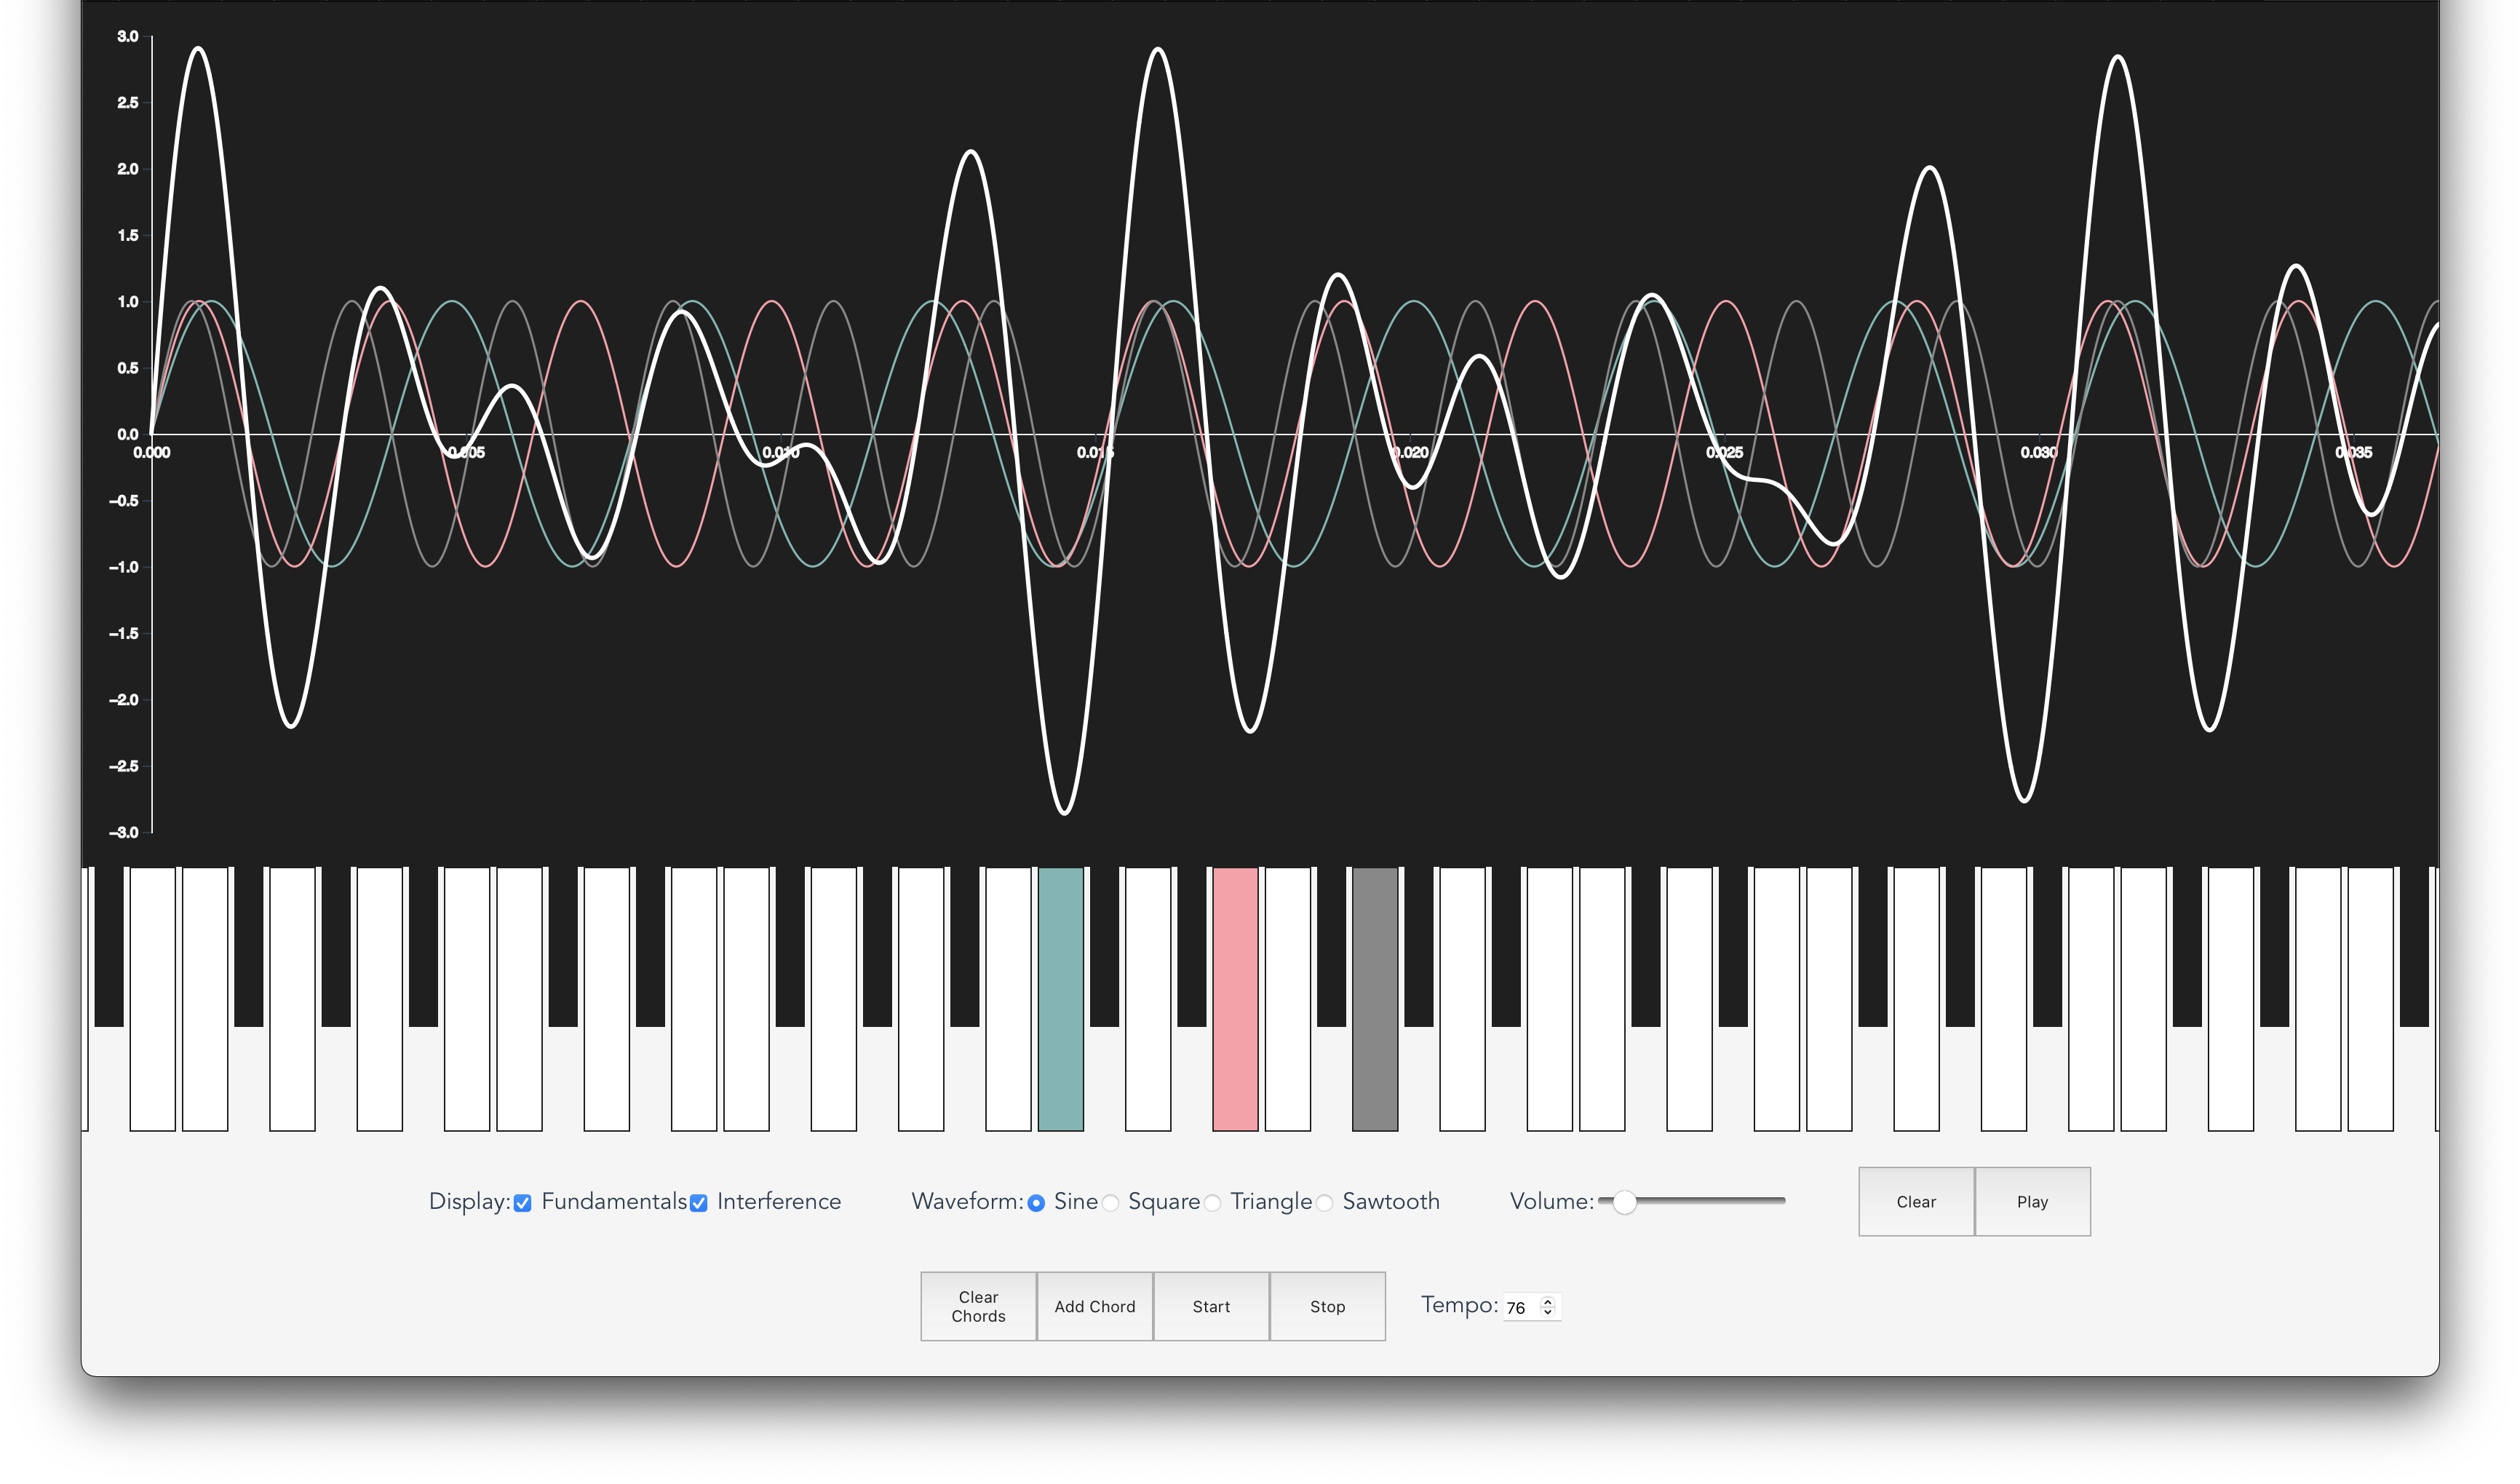 3.0
2.5
2.0
1.5
1.0
0.5
0.0
−0.5
−1.0
−1.5
−2.0
−2.5
−3.0
0.000 0.005 0.010 0.015 0.020 0.025 0.030 0.035
Display: Fundamentals Interference Waveform: Sine Square Triangle Sawtooth Volume: Clear Play
Clear
Chords
Add Chord Start Stop Tempo: 76